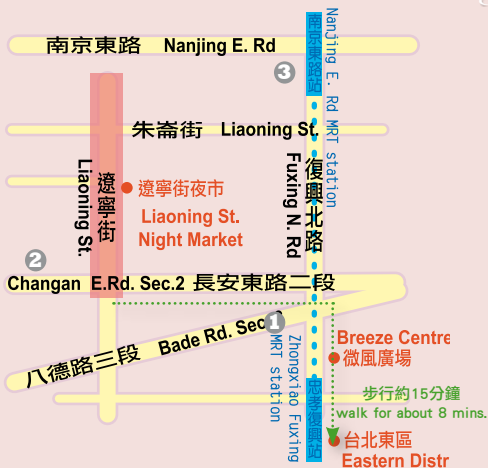 南京東路 Nanjing E. Rd
3
南京東路站
Nanjing E. Rd MRT station
朱崙街 Liaoning St.
遼寧街
Liaoning St.
遼寧街夜市
Liaoning St.
Night Market
復興北路
Fuxing N. Rd
2
Changan E.Rd. Sec.2 長安東路二段
1
八德路三段 Bade Rd. Sec.
Zhongxiao Fuxing
MRT station
忠孝復興站
Breeze Centre
微風廣場
步行約15分鐘
walk for about 8 mins.
台北東區
Eastern Distr